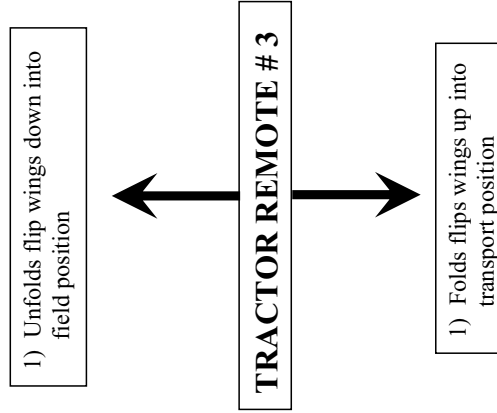 1) Unfolds flip wings down into
field position
TRACTOR REMOTE # 3
1) Folds flips wings up into
transport position